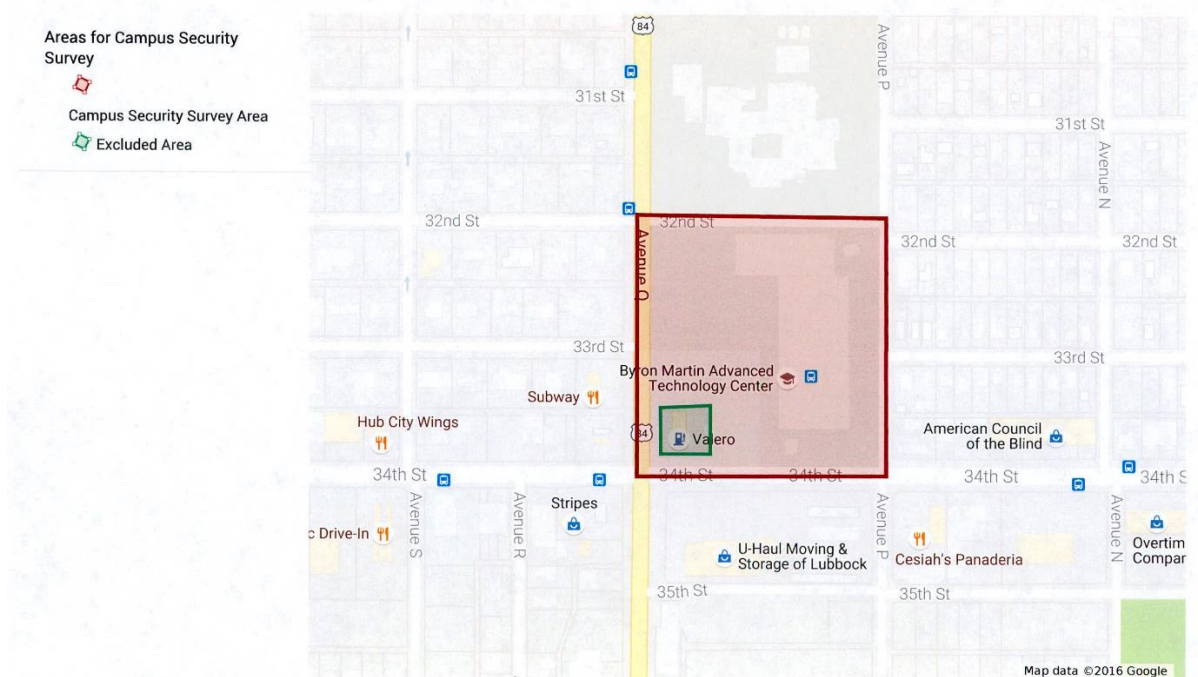 Areas for Campus Security
Survey
Campus Security Survey Area
Excluded Area
84
Avenue P
31st St
31st St
Avenue N
32nd St
32nd St
32nd St
32nd St
Avenue Q
33rd St
33rd St
Byron Martin Advanced
Technology Center
Subway
Hub City Wings
84
Valero
American Council
of the Blind
34th St
34th St
34th St
34th St
34th S
Avenue S
Avenue R
Stripes
Avenue P
Avenue N
c Drive-In
U-Haul Moving &
Storage of Lubbock
Cesiah's Panaderia
Overtim
Compar
35th St
35th St
Map data ©2016 Google